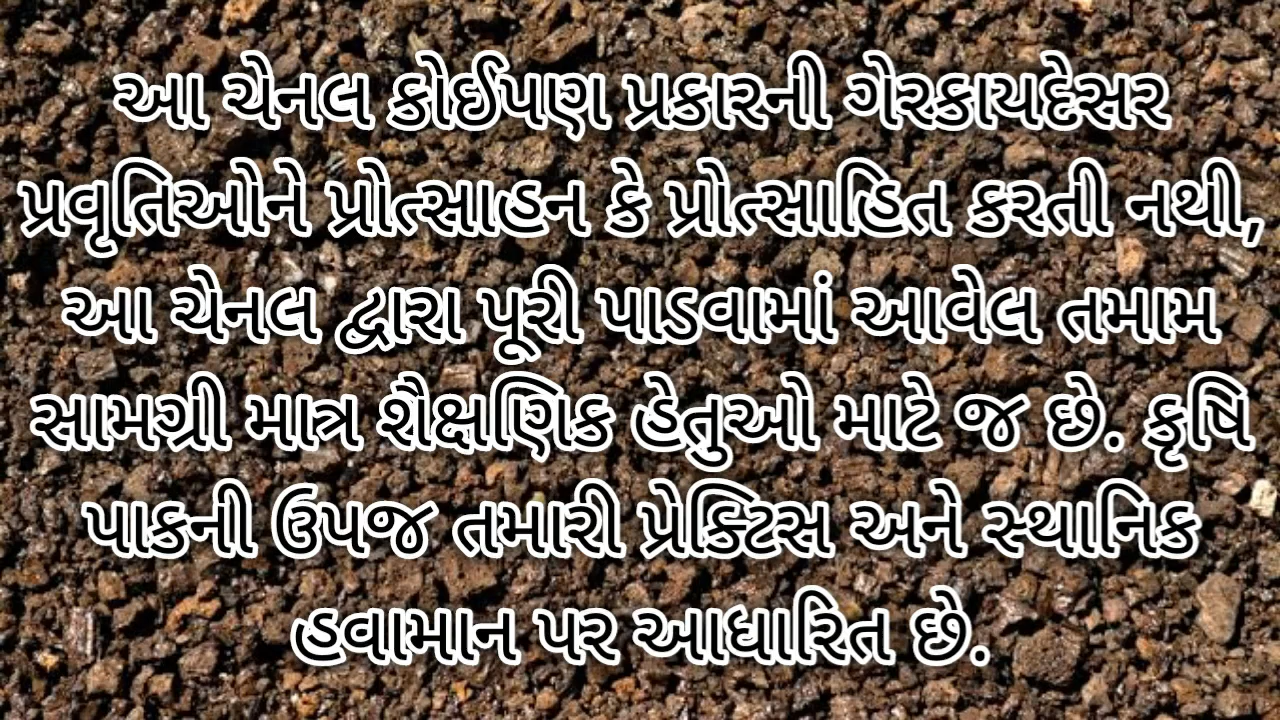 આ ચેનલ કોઈપણ પ્રકારની ગેરકાયદેસર
પ્રવૃતિઓને પ્રોત્સાહન કે પ્રોત્સાહિત કરતી નથી,
આ ચેનલ દ્વારા પૂરી પાડવામાં આવેલ તમામ
સામગ્રી માત્ર શૈક્ષણિક હેતુઓ માટે જ છે. કૃષિ
પાકની ઉપજ તમારી પ્રેક્ટિસ અને સ્થાનિક
હવામાન પર આધારિત છે.